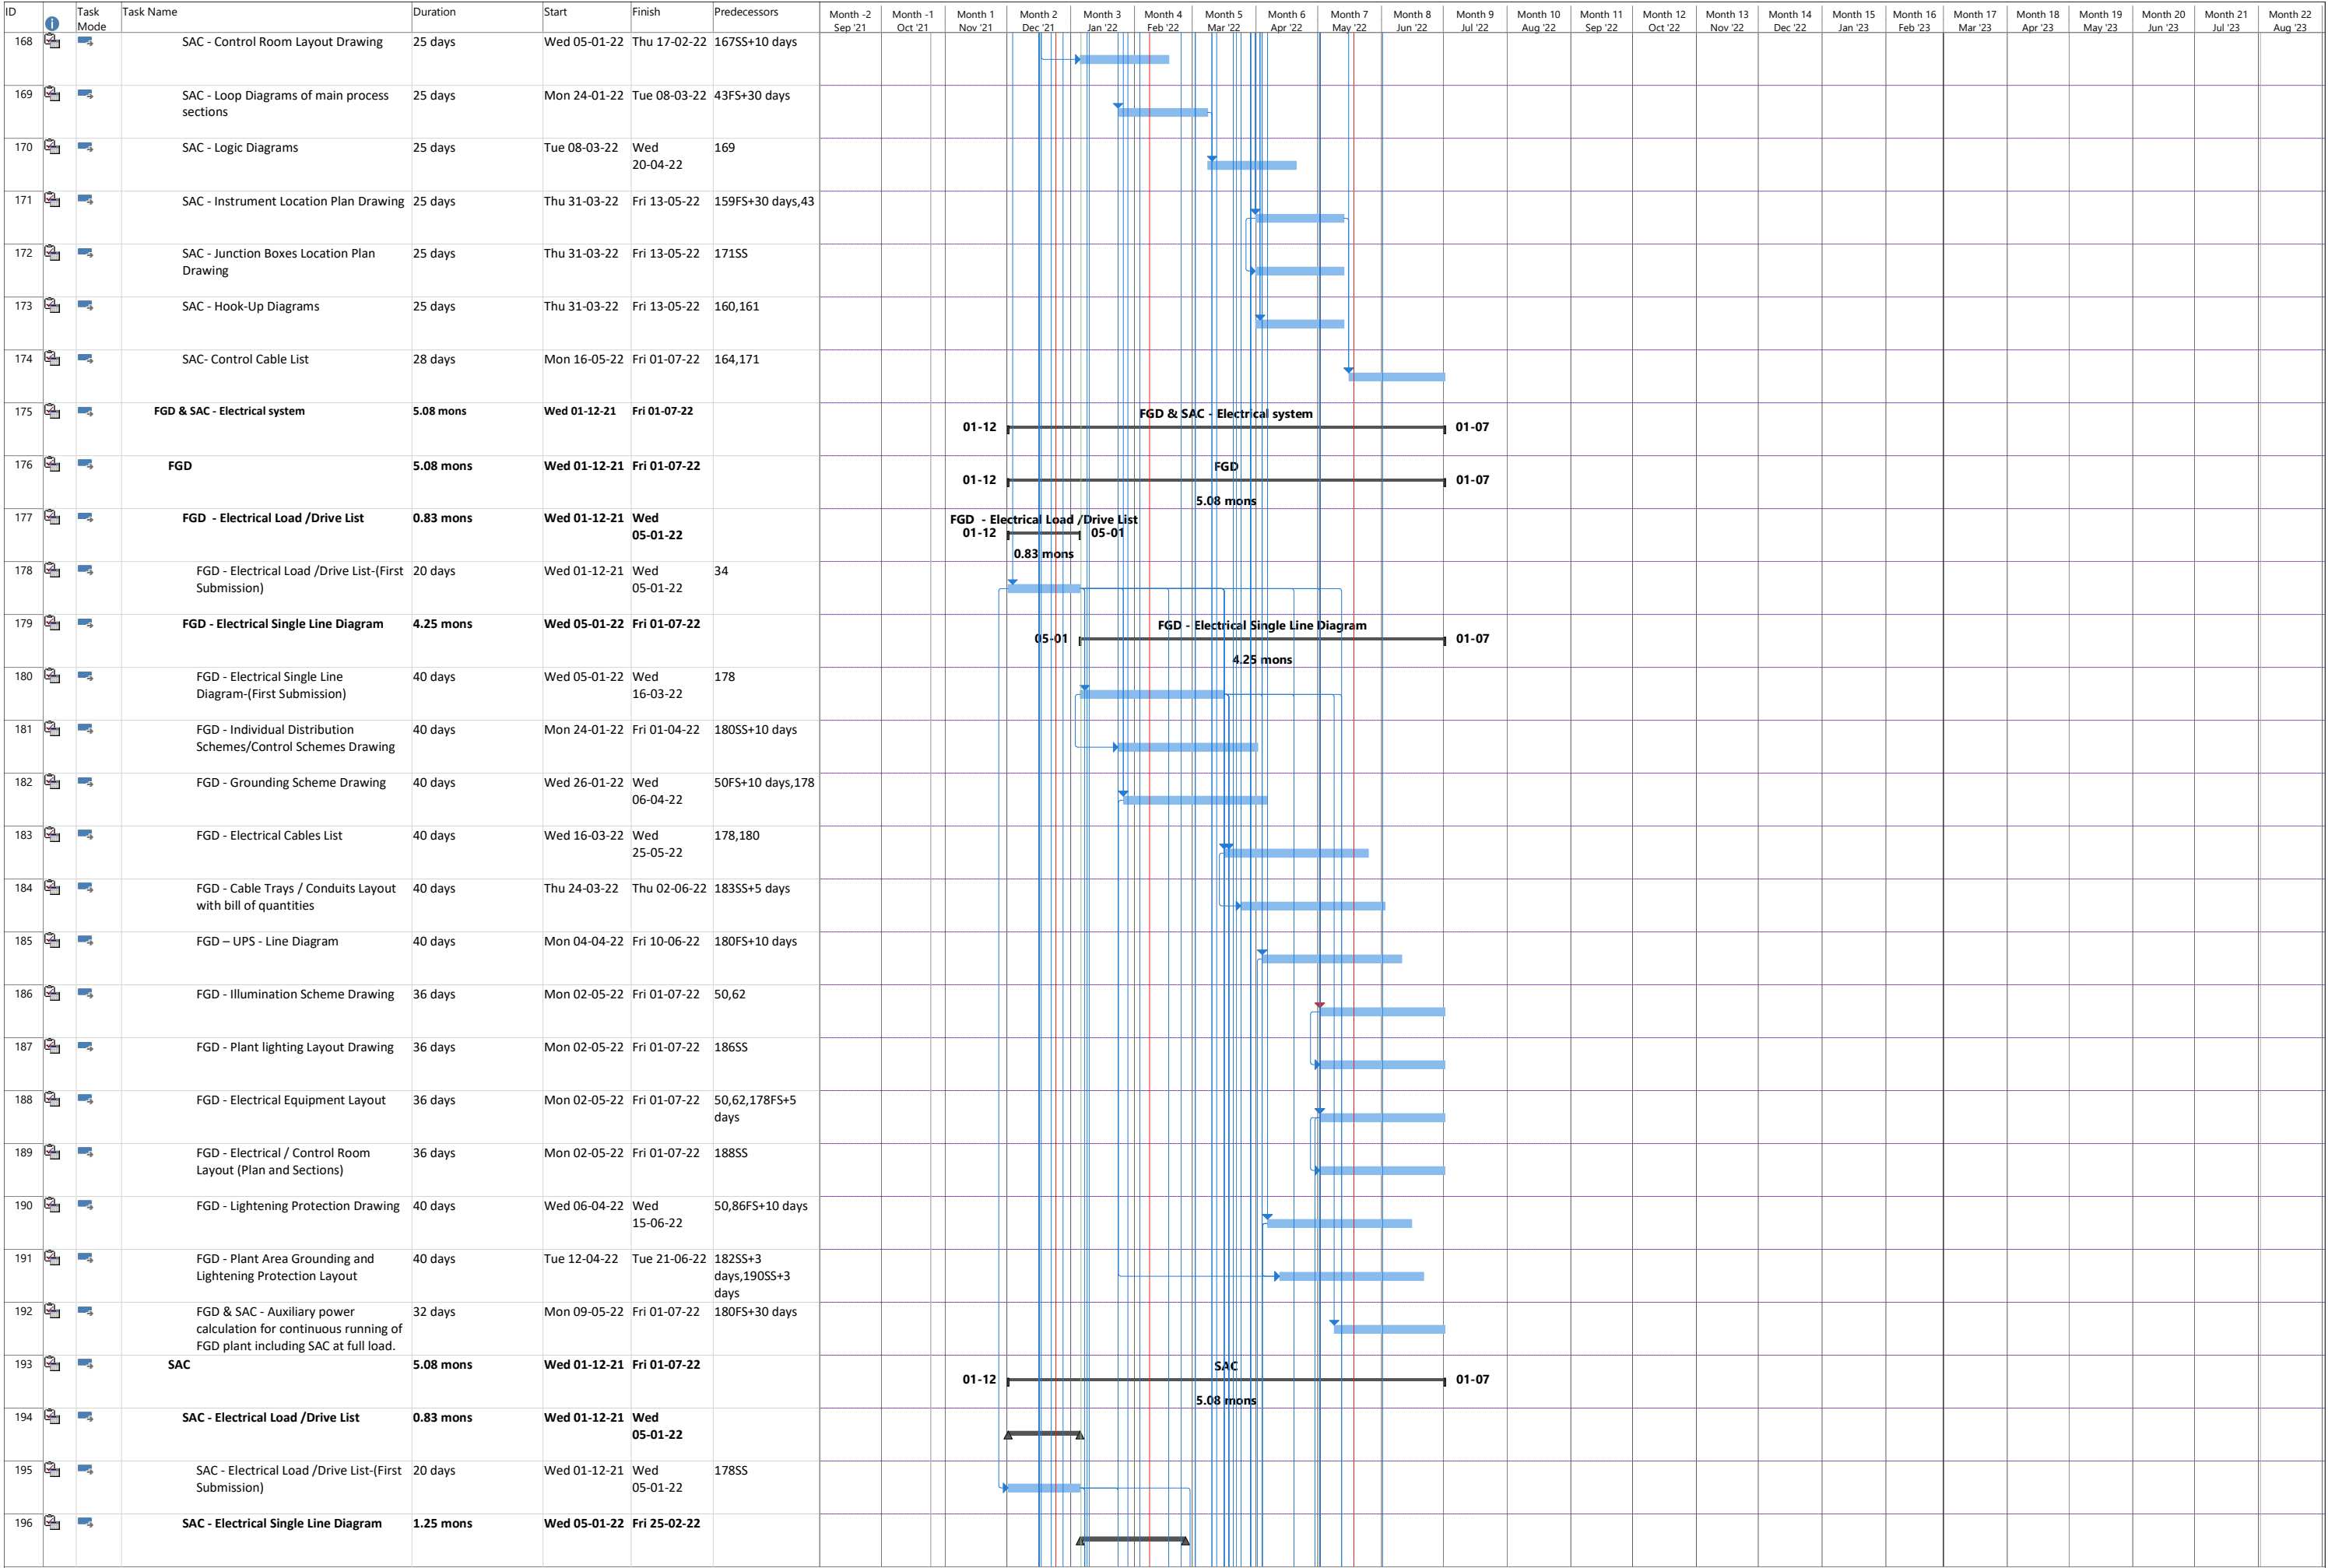 ID Task Mode Task Name Duration Start Finish Predecessors
Month -2 Month -1 Month 1 Month 2 Month 3 Month 4 Month 5 Month 6 Month 7 Month 8 Month 9 Month 10 Month 11 Month 12 Month 13 Month 14 Month 15 Month 16 Month 17 Month 18 Month 19 Month 20 Month 21 Month 22
Sep '21 Oct '21 Nov '21 Dec '21 Jan '22 Feb '22 Mar '22 Apr '22 May '22 Jun '22 Jul '22 Aug '22 Sep '22 Oct '22 Nov '22 Dec '22 Jan '23 Feb '23 Mar '23 Apr '23 May '23 Jun '23 Jul '23 Aug '23
168 SAC - Control Room Layout Drawing 25 days Wed 05-01-22 Thu 17-02-22 167SS+10 days
169 SAC - Loop Diagrams of main process 25 days Mon 24-01-22 Tue 08-03-22 43FS+30 days
sections
170 SAC - Logic Diagrams 25 days Tue 08-03-22 Wed 169
20-04-22
171 SAC - Instrument Location Plan Drawing 25 days Thu 31-03-22 Fri 13-05-22 159FS+30 days,43
172 SAC - Junction Boxes Location Plan 25 days Thu 31-03-22 Fri 13-05-22 171SS
Drawing
173 SAC - Hook-Up Diagrams 25 days Thu 31-03-22 Fri 13-05-22 160,161
174 SAC- Control Cable List 28 days Mon 16-05-22 Fri 01-07-22 164,171
175 FGD & SAC - Electrical system 5.08 mons Wed 01-12-21 Fri 01-07-22 FGD & SAC - Electrical system
01-12 01-07
176 FGD 5.08 mons Wed 01-12-21 Fri 01-07-22 FGD
01-12 01-07
5.08 mons
177 FGD - Electrical Load /Drive List 0.83 mons Wed 01-12-21 Wed FGD - Electrical Load /Drive List
05-01-22 01-12 05-01
0.83 mons
178 FGD - Electrical Load /Drive List-(First 20 days Wed 01-12-21 Wed 34
Submission) 05-01-22
179 FGD - Electrical Single Line Diagram 4.25 mons Wed 05-01-22 Fri 01-07-22 FGD - Electrical Single Line Diagram
05-01 01-07
4.25 mons
180 FGD - Electrical Single Line 40 days Wed 05-01-22 Wed 178
Diagram-(First Submission) 16-03-22
181 FGD - Individual Distribution 40 days Mon 24-01-22 Fri 01-04-22 180SS+10 days
Schemes/Control Schemes Drawing
182 FGD - Grounding Scheme Drawing 40 days Wed 26-01-22 Wed 50FS+10 days,178
06-04-22
183 FGD - Electrical Cables List 40 days Wed 16-03-22 Wed 178,180
25-05-22
184 FGD - Cable Trays / Conduits Layout 40 days Thu 24-03-22 Thu 02-06-22 183SS+5 days
with bill of quantities
185 FGD – UPS - Line Diagram 40 days Mon 04-04-22 Fri 10-06-22 180FS+10 days
186 FGD - Illumination Scheme Drawing 36 days Mon 02-05-22 Fri 01-07-22 50,62
187 FGD - Plant lighting Layout Drawing 36 days Mon 02-05-22 Fri 01-07-22 186SS
188 FGD - Electrical Equipment Layout 36 days Mon 02-05-22 Fri 01-07-22 50,62,178FS+5
days
189 FGD - Electrical / Control Room 36 days Mon 02-05-22 Fri 01-07-22 188SS
Layout (Plan and Sections)
190 FGD - Lightening Protection Drawing 40 days Wed 06-04-22 Wed 50,86FS+10 days
15-06-22
191 FGD - Plant Area Grounding and 40 days Tue 12-04-22 Tue 21-06-22 182SS+3
Lightening Protection Layout days,190SS+3
days
192 FGD & SAC - Auxiliary power 32 days Mon 09-05-22 Fri 01-07-22 180FS+30 days
calculation for continuous running of
FGD plant including SAC at full load.
193 SAC 5.08 mons Wed 01-12-21 Fri 01-07-22 SAC
01-12 01-07
5.08 mons
194 SAC - Electrical Load /Drive List 0.83 mons Wed 01-12-21 Wed
05-01-22
195 SAC - Electrical Load /Drive List-(First 20 days Wed 01-12-21 Wed 178SS
Submission) 05-01-22
196 SAC - Electrical Single Line Diagram 1.25 mons Wed 05-01-22 Fri 25-02-22